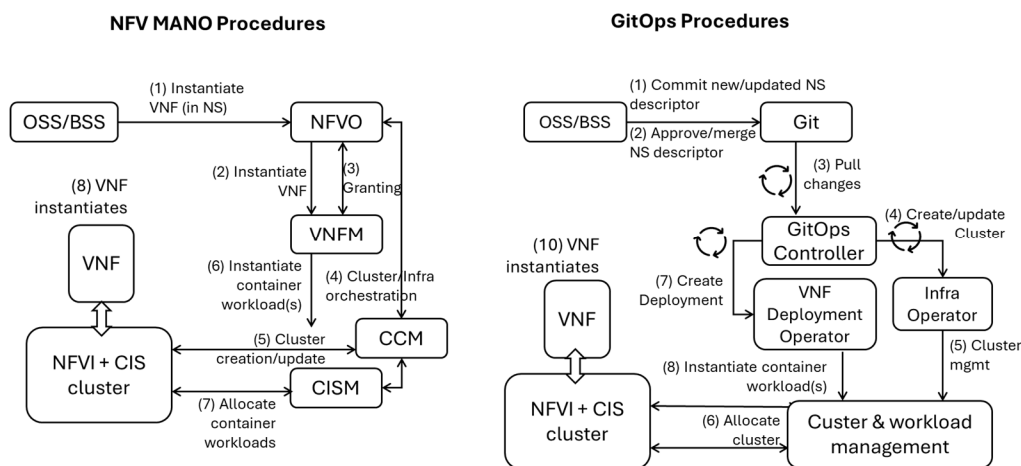 NFV MANO Procedures
(1) Instantiate
VNF (in NS)
OSS/BSS
NFVO
(2) Instantiate
VNF
(3)
Granting
(8) VNF
instantiates
VNFM
VNF
(6) Instantiate
container
workload(s)
(4) Cluster/Infra
orchestration
(5) Cluster
creation/update
CCM
NFVI + CIS
cluster
CISM
(7) Allocate
container
workloads
GitOps Procedures
(1) Commit new/updated NS
descriptor
OSS/BSS
Git
(2) Approve/merge
NS descriptor
(3) Pull
changes
(4) Create/update
Cluster
GitOps
Controller
(10) VNF
instantiates
(7) Create
Deployment
VNF
Deployment
Operator
Infra
Operator
VNF
(5) Cluster
mgmt
(8) Instantiate container
workload(s)
NFVI + CIS
cluster
(6) Allocate
cluster
Custer & workload
management